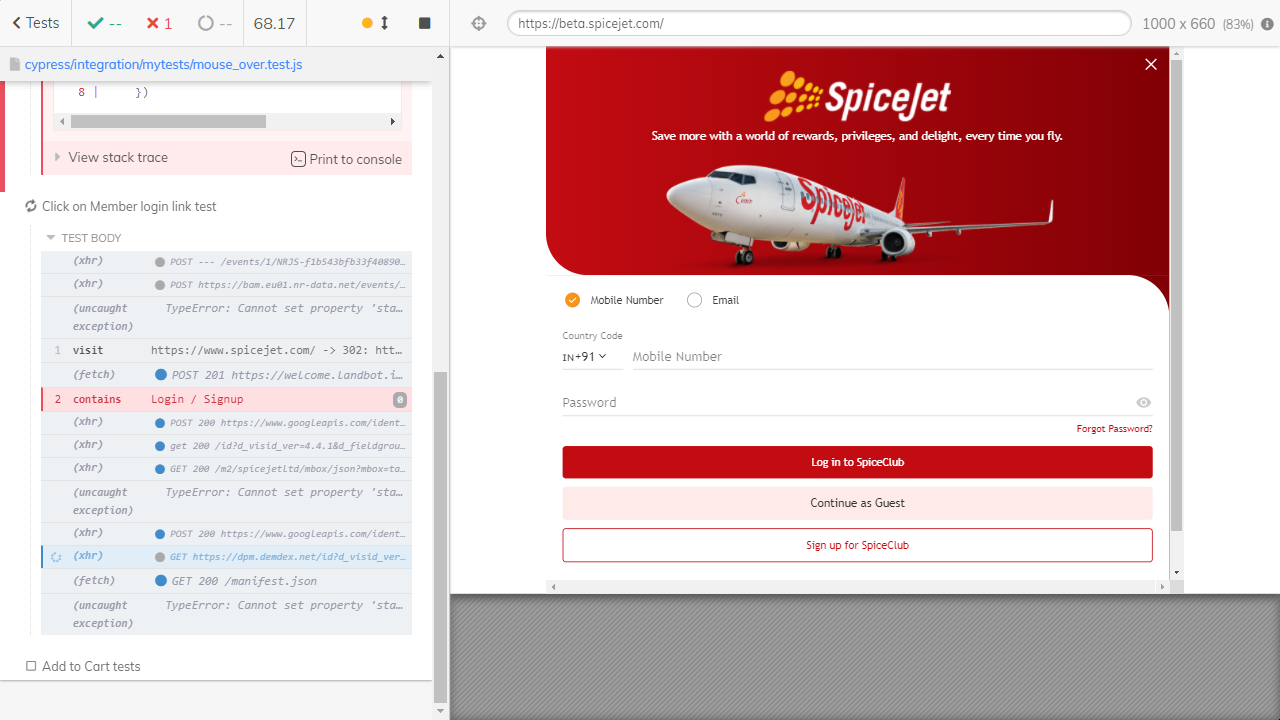 Tests
--
1
--
68.17
https://beta.spicejet.com/
1000 x 660 (83%)
cypress/integration/mytests/mouse_over.test.js
8 | })
View stack trace
Print to console
Click on Member login link test
TEST BODY
(xhr) POST --- /events/1/NRJS-f1b543bfb33f40890…
(xhr) POST https://bam.eu01.nr-data.net/events/…
(uncaught exception) TypeError: Cannot set property 'sta…
1 visit https://www.spicejet.com/ -> 302: htt…
(fetch) POST 201 https://welcome.landbot.i…
2 contains Login / Signup 0
(xhr) POST 200 https://www.googleapis.com/ident…
(xhr) get 200 /id?d_visid_ver=4.4.1&d_fieldgrou…
(xhr) GET 200 /m2/spicejetltd/mbox/json?mbox=ta…
(uncaught exception) TypeError: Cannot set property 'sta…
(xhr) POST 200 https://www.googleapis.com/ident…
(xhr) GET https://dpm.demdex.net/id?d_visid_ver…
(fetch) GET 200 /manifest.json
(uncaught exception) TypeError: Cannot set property 'sta…
Add to Cart tests
SpiceJet
Save more with a world of rewards, privileges, and delight, every time you fly.
SpiceJet
Mobile Number
Email
Country Code
IN+91
Mobile Number
Password
Forgot Password?
Log in to SpiceClub
Continue as Guest
Sign up for SpiceClub